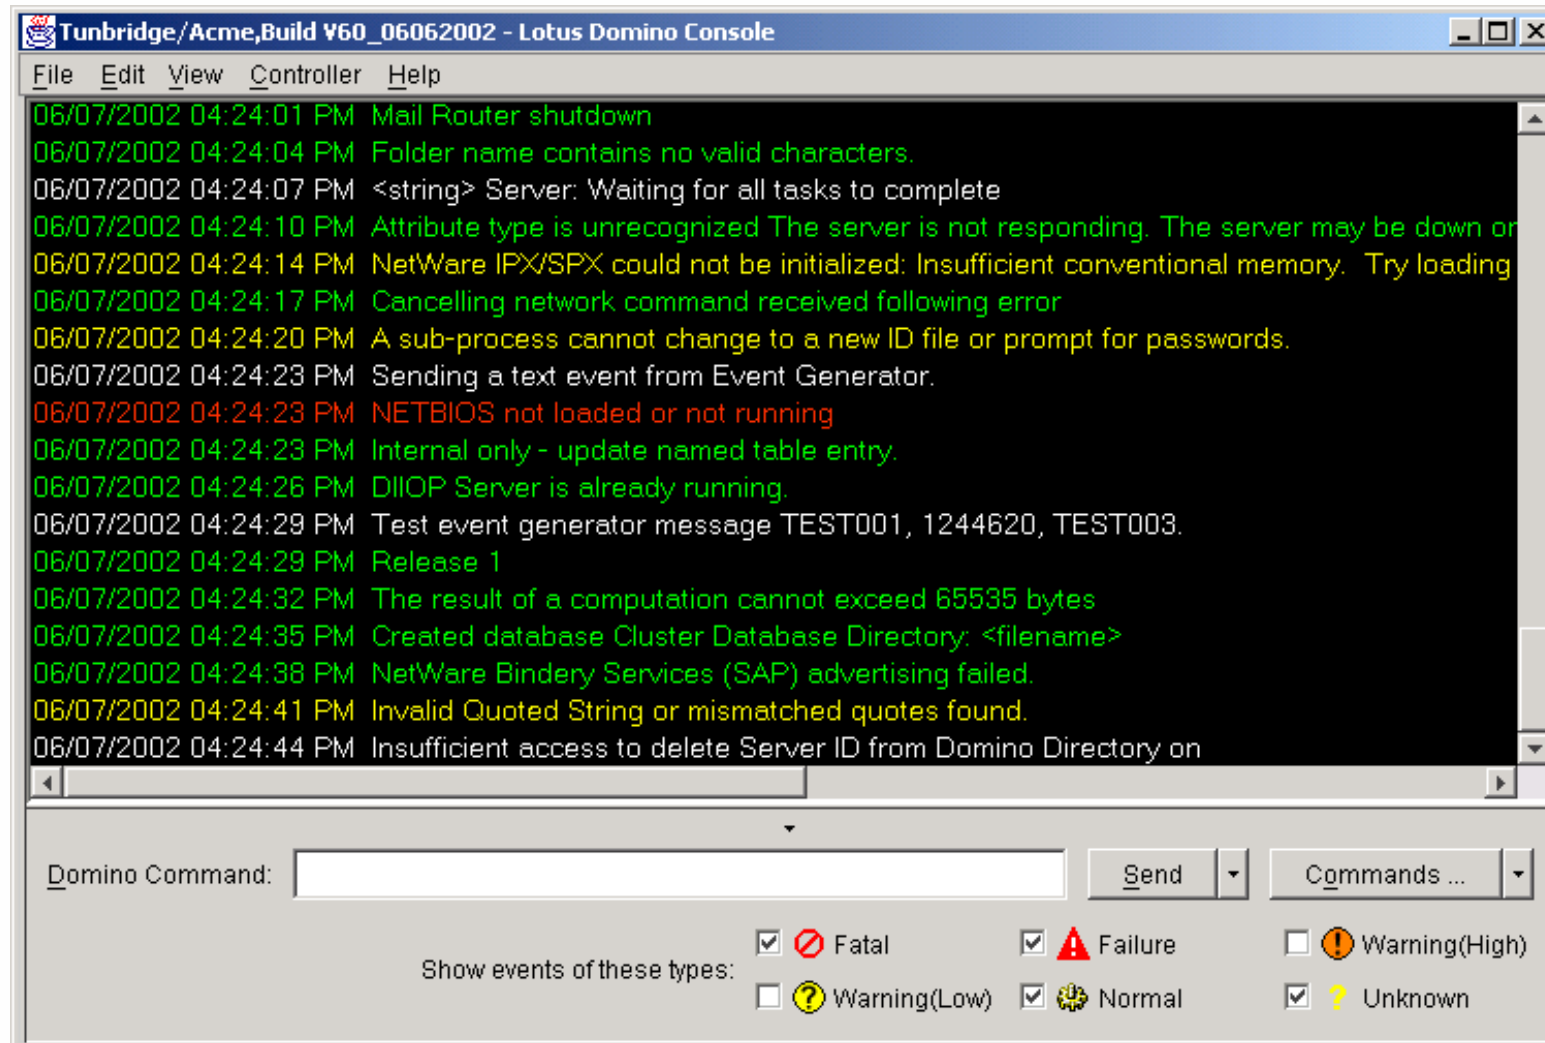 Tunbridge/Acme,Build V60_06062002 - Lotus Domino Console
File Edit View Controller Help
06/07/2002 04:24:01 PM Mail Router shutdown
06/07/2002 04:24:04 PM Folder name contains no valid characters.
06/07/2002 04:24:07 PM <string> Server: Waiting for all tasks to complete
06/07/2002 04:24:10 PM Attribute type is unrecognized The server is not responding. The server may be down or
06/07/2002 04:24:14 PM NetWare IPX/SPX could not be initialized: Insufficient conventional memory. Try loading
06/07/2002 04:24:17 PM Cancelling network command received following error
06/07/2002 04:24:20 PM A sub-process cannot change to a new ID file or prompt for passwords.
06/07/2002 04:24:23 PM Sending a text event from Event Generator.
06/07/2002 04:24:23 PM NETBIOS not loaded or not running
06/07/2002 04:24:23 PM Internal only - update named table entry.
06/07/2002 04:24:26 PM DIIOP Server is already running.
06/07/2002 04:24:29 PM Test event generator message TEST001, 1244620, TEST003.
06/07/2002 04:24:29 PM Release 1
06/07/2002 04:24:32 PM The result of a computation cannot exceed 65535 bytes
06/07/2002 04:24:35 PM Created database Cluster Database Directory: <filename>
06/07/2002 04:24:38 PM NetWare Bindery Services (SAP) advertising failed.
06/07/2002 04:24:41 PM Invalid Quoted String or mismatched quotes found.
06/07/2002 04:24:44 PM Insufficient access to delete Server ID from Domino Directory on
Domino Command: Send Commands ...
Show events of these types:
Fatal Failure Warning(High)
Warning(Low) Normal Unknown